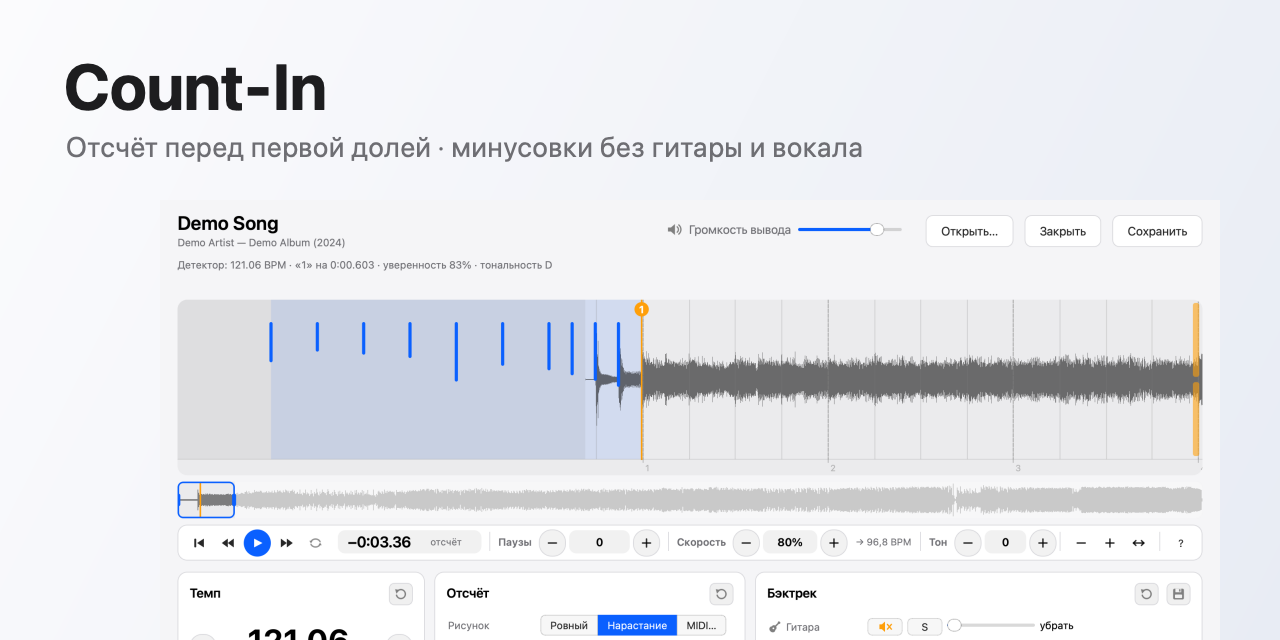 Count-In
Отсчёт перед первой долей · минусовки без гитары и вокала
Demo Song
Demo Artist — Demo Album (2024)
Громкость вывода
Открыть...
Закрыть
Сохранить
Детектор: 121.06 BPM · «1» на 0:00.603 · уверенность 83% · тональность D
1
1 2 3
−0:03.36 отсчёт Паузы − 0 + Скорость − 80% + → 96,8 BPM Тон − 0 + − + ↔ ?
Темп
Отсчёт
Бэктрек
Рисунок Ровный Нарастание MIDI...
Гитара S убрать
121.06